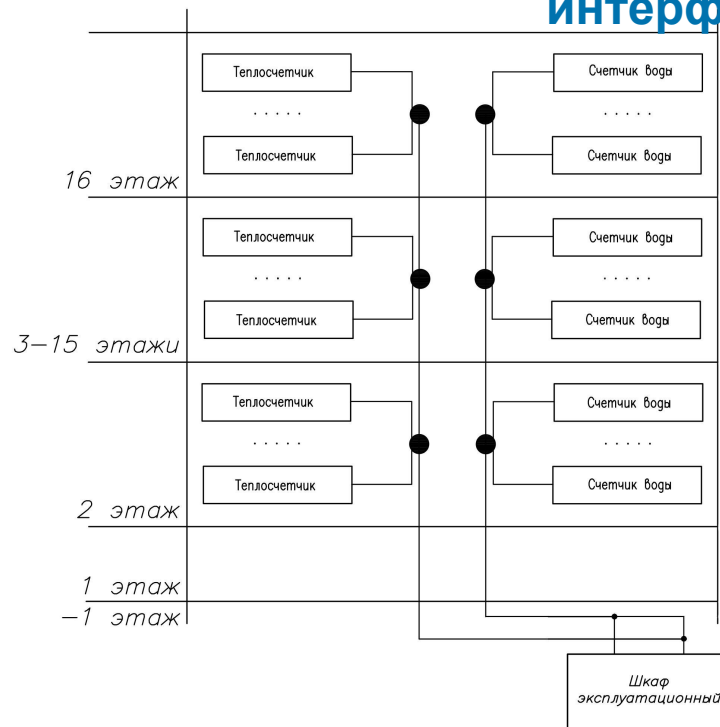 интерф
Теплосчетчик Счетчик воды
. . . . . . . . . .
Теплосчетчик Счетчик воды
16 этаж
Теплосчетчик Счетчик воды
. . . . . . . . . .
Теплосчетчик Счетчик воды
3-15 этажи
Теплосчетчик Счетчик воды
. . . . . . . . . .
Теплосчетчик Счетчик воды
2 этаж
1 этаж
-1 этаж
Шкаф
эксплуатационный